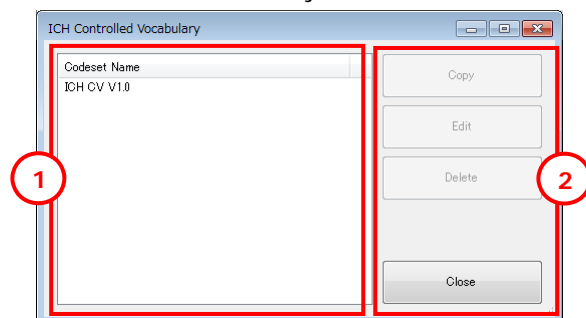 ICH Controlled Vocabulary
Codeset Name
ICH CV V1.0
Copy
Edit
Delete
Close
1
2